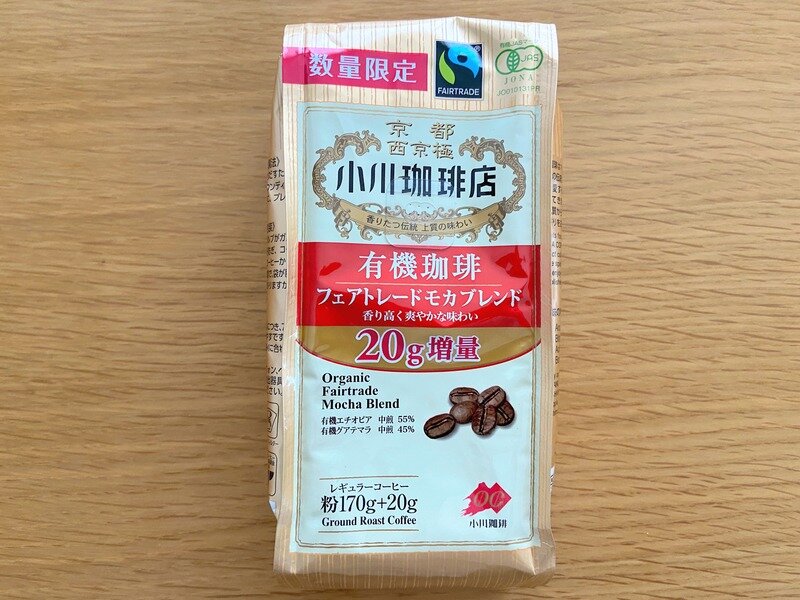 数量限定
FAIRTRADE
JAS
JONA
京都
西京極
小川珈琲店
香りたつ伝統 上質の味わい
有機珈琲
フェアトレードモカブレンド
香り高く爽やかな味わい
20g増量
Organic
Fairtrade
Mocha Blend
有機エチオピア 中煎 55%
有機グアテマラ 中煎 45%
レギュラーコーヒー
粉170g+20g
Ground Roast Coffee
OC
小川珈琲